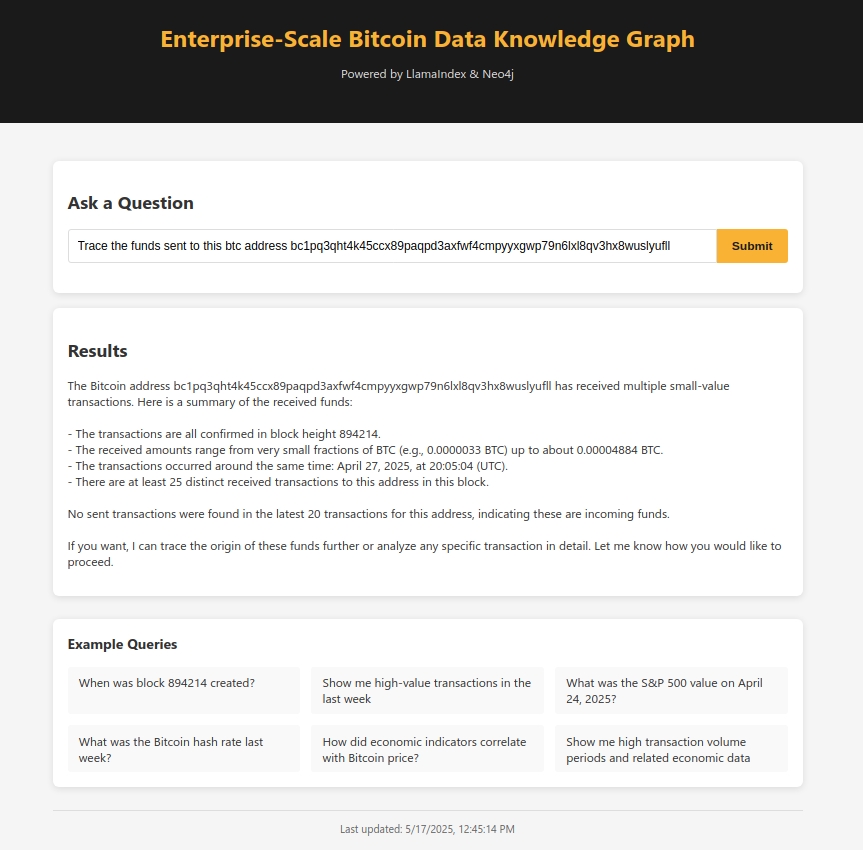 Enterprise-Scale Bitcoin Data Knowledge Graph
Powered by LlamaIndex & Neo4j
Ask a Question
Trace the funds sent to this btc address bc1pq3qht4k45ccx89paqpd3axfwf4cmpyyxgwp79n6lxl8qv3hx8wuslyufll
Submit
Results
The Bitcoin address bc1pq3qht4k45ccx89paqpd3axfwf4cmpyyxgwp79n6lxl8qv3hx8wuslyufll has received multiple small-value
transactions. Here is a summary of the received funds:
- The transactions are all confirmed in block height 894214.
- The received amounts range from very small fractions of BTC (e.g., 0.0000033 BTC) up to about 0.00004884 BTC.
- The transactions occurred around the same time: April 27, 2025, at 20:05:04 (UTC).
- There are at least 25 distinct received transactions to this address in this block.
No sent transactions were found in the latest 20 transactions for this address, indicating these are incoming funds.
If you want, I can trace the origin of these funds further or analyze any specific transaction in detail. Let me know how you would like to
proceed.
Example Queries
When was block 894214 created?
Show me high-value transactions in the
last week
What was the S&P 500 value on April
24, 2025?
What was the Bitcoin hash rate last
week?
How did economic indicators correlate
with Bitcoin price?
Show me high transaction volume
periods and related economic data
Last updated: 5/17/2025, 12:45:14 PM